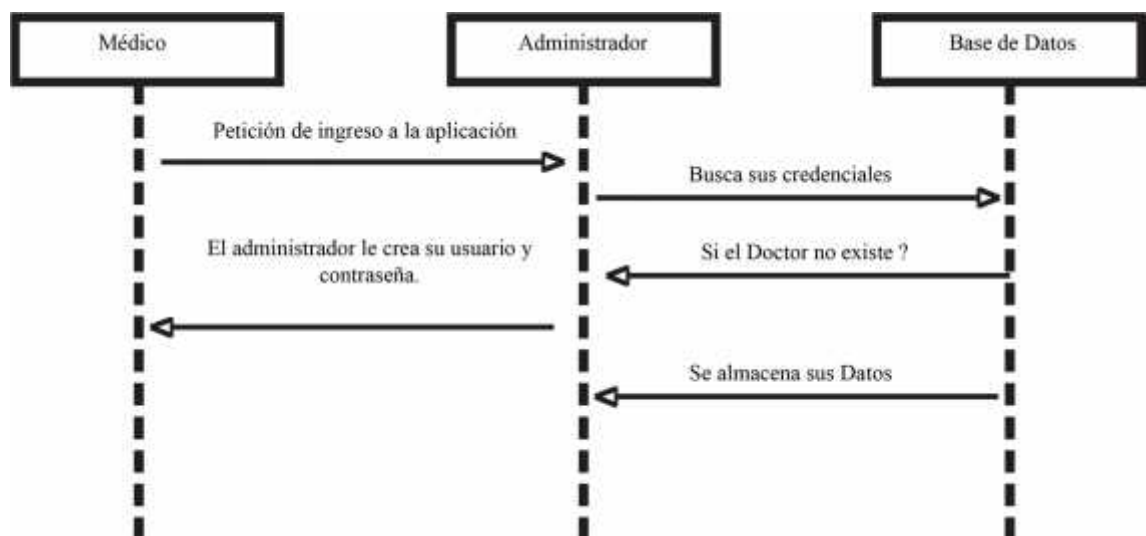 Médico
Administrador
Base de Datos
Petición de ingreso a la aplicación
Busca sus credenciales
El administrador le crea su usuario y
contraseña.
Si el Doctor no existe ?
Se almacena sus Datos